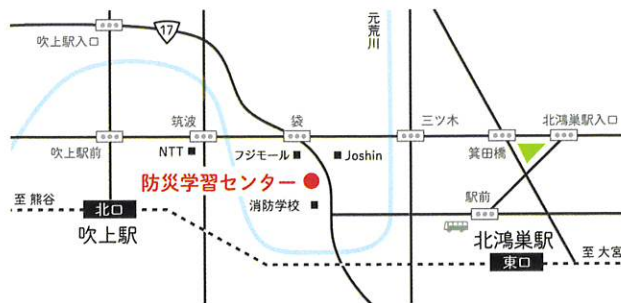 17
吹上駅入口
元荒川
筑波
袋
三ツ木
北鴻巣駅入口
吹上駅前
NTT
フジモール
Joshin
箕田橋
防災学習センター
駅前
至 熊谷
北口
消防学校
吹上駅
北鴻巣駅
東口
至 大宮